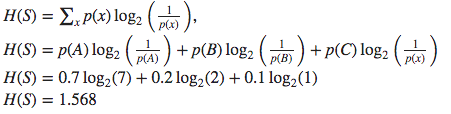 H(S) = ∑ₓ p(x) log₂ (1/p(x)),
H(S) = p(A) log₂ (1/p(A)) + p(B) log₂ (1/p(B)) + p(C) log₂ (1/p(x))
H(S) = 0.7 log₂(7) + 0.2 log₂(2) + 0.1 log₂(1)
H(S) = 1.568